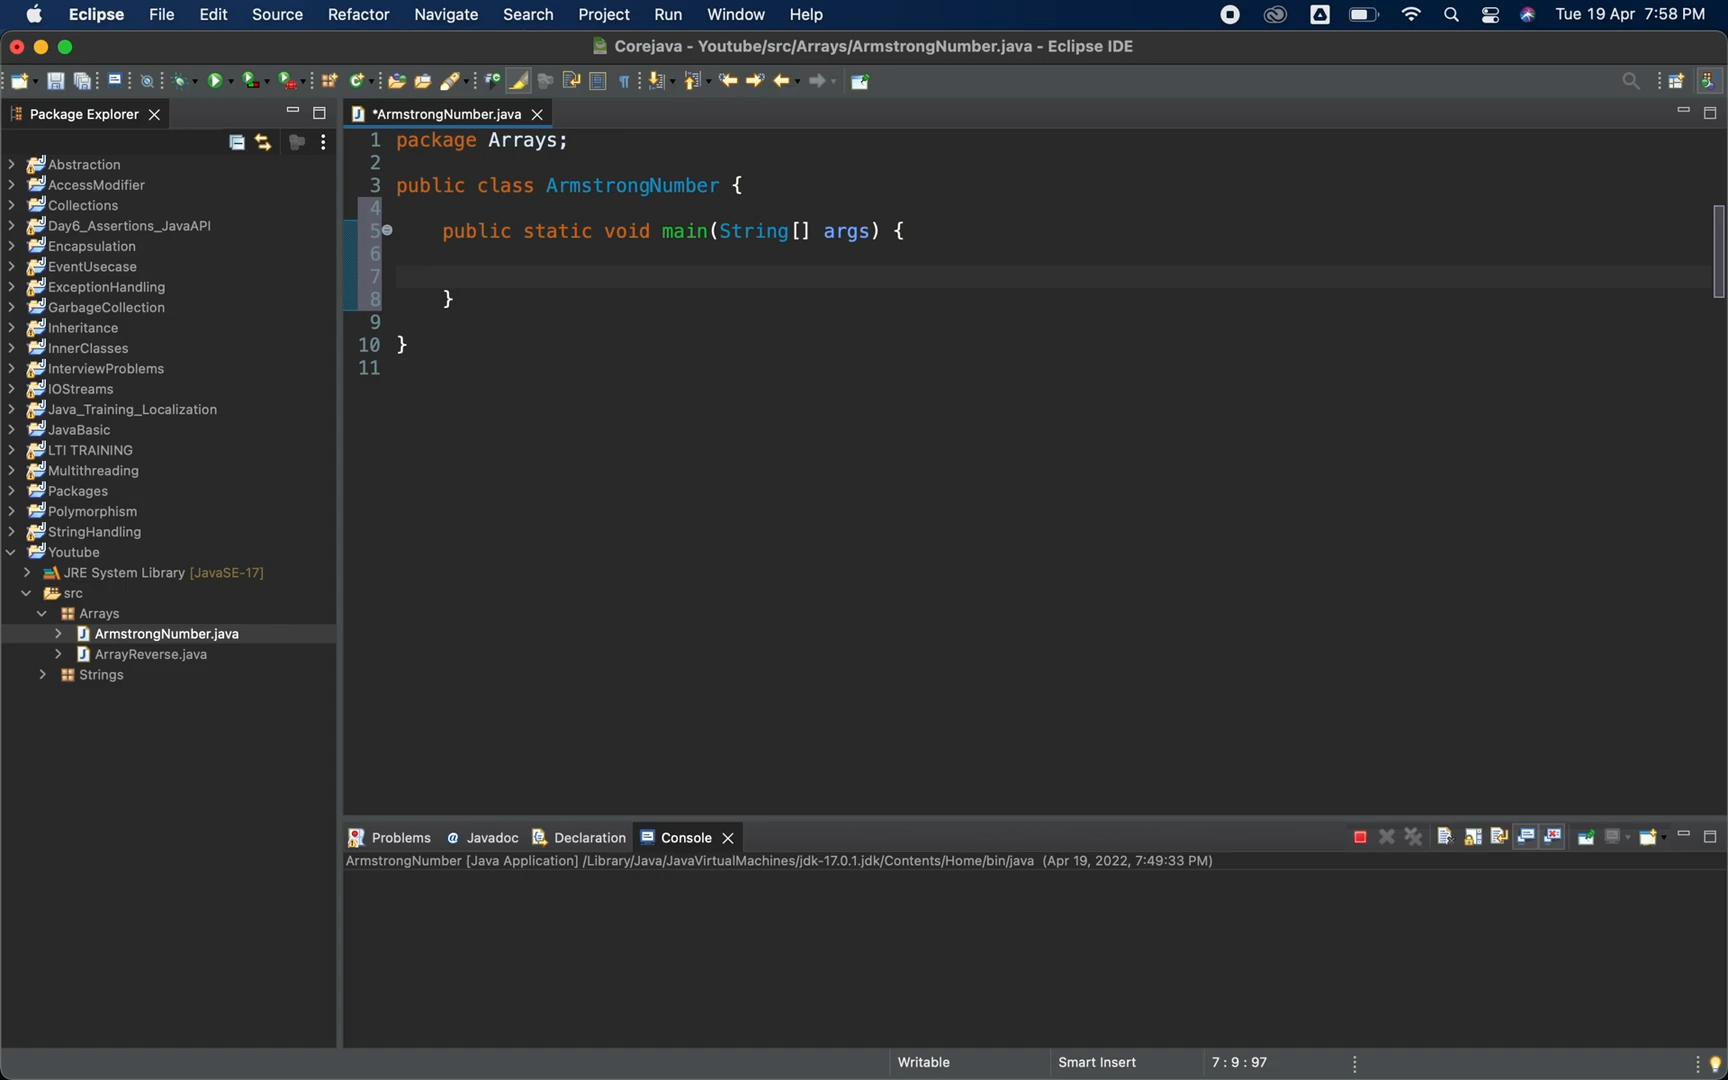 Eclipse File Edit Source Refactor Navigate Search Project Run Window Help Tue 19 Apr 7:58 PM
Corejava - Youtube/src/Arrays/ArmstrongNumber.java - Eclipse IDE
Package Explorer
*ArmstrongNumber.java
Abstraction
AccessModifier
Collections
Day6_Assertions_JavaAPI
Encapsulation
EventUsecase
ExceptionHandling
GarbageCollection
Inheritance
InnerClasses
InterviewProblems
IOStreams
Java_Training_Localization
JavaBasic
LTI TRAINING
Multithreading
Packages
Polymorphism
StringHandling
Youtube
JRE System Library [JavaSE-17]
src
Arrays
ArmstrongNumber.java
ArrayReverse.java
Strings
1 package Arrays;
2
3 public class ArmstrongNumber {
4
5 public static void main(String[] args) {
6
7
8 }
9
10 }
11
Problems @ Javadoc Declaration Console
ArmstrongNumber [Java Application] /Library/Java/JavaVirtualMachines/jdk-17.0.1.jdk/Contents/Home/bin/java (Apr 19, 2022, 7:49:33 PM)
Writable Smart Insert 7 : 9 : 97